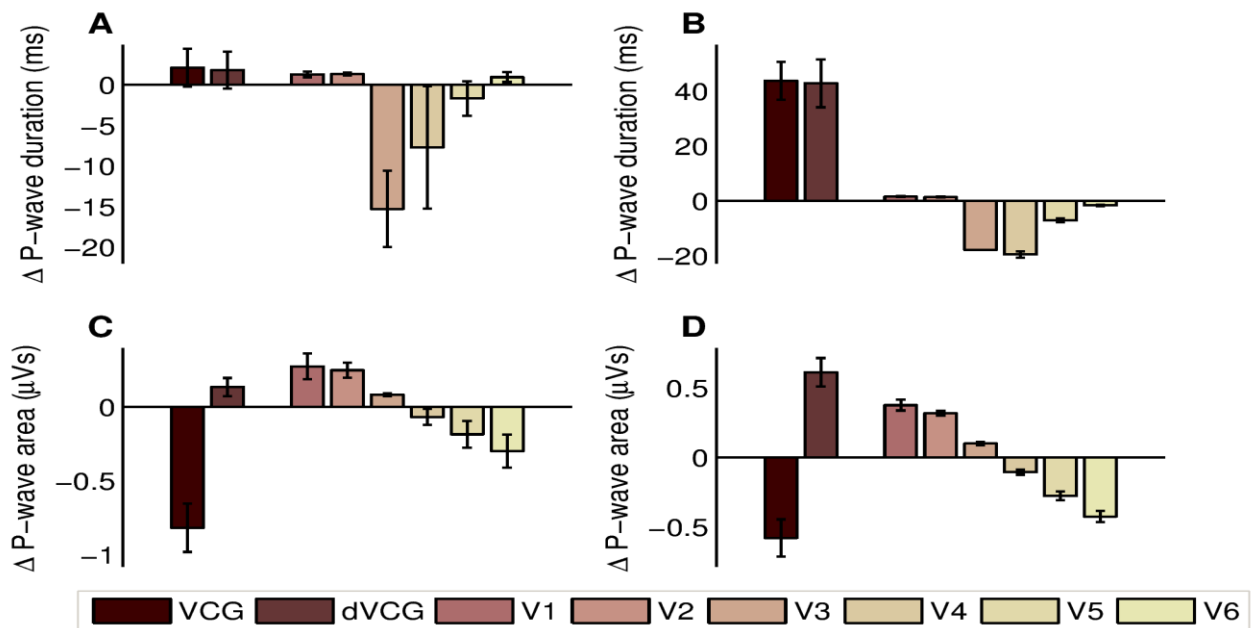 A
Δ P-wave duration (ms)
0
−5
−10
−15
−20
B
Δ P-wave duration (ms)
40
20
0
−20
C
Δ P-wave area (μVs)
0
−0.5
−1
D
Δ P-wave area (μVs)
0.5
0
−0.5
VCG dVCG V1 V2 V3 V4 V5 V6